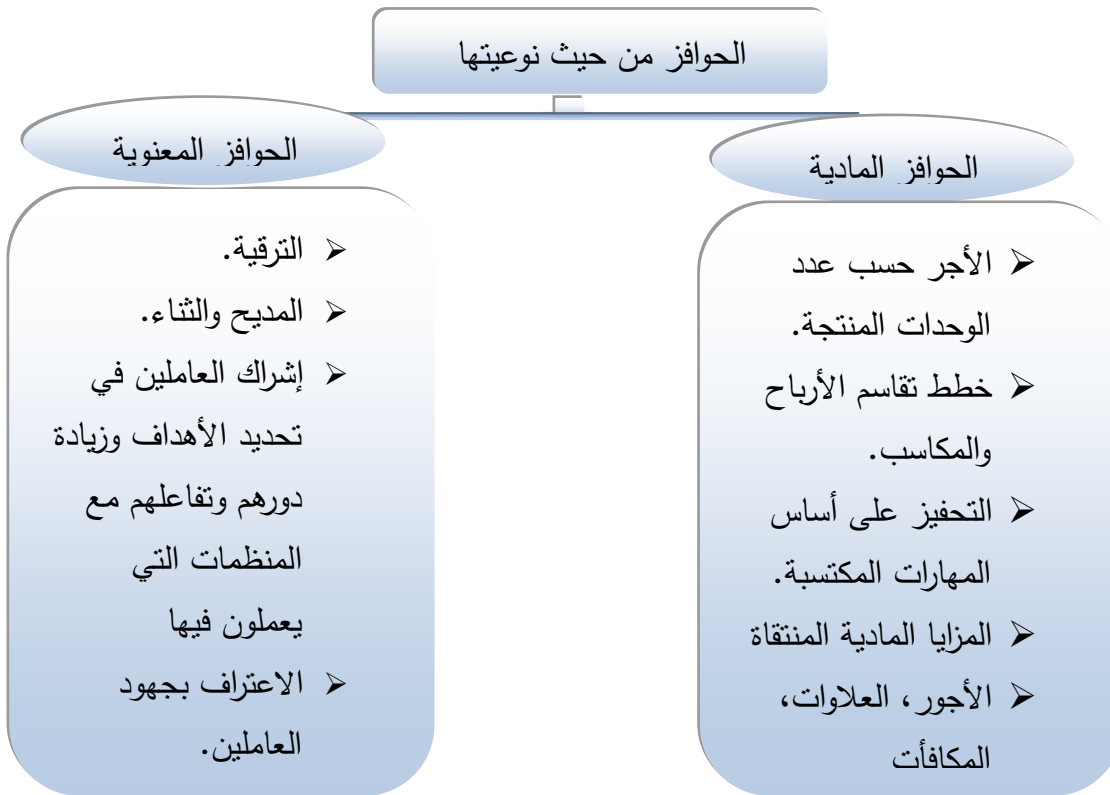 الحوافز من حيث نوعيتها
الحوافز المادية
➢ الأجر حسب عدد
الوحدات المنتجة.
➢ خطط تقاسم الأرباح
والمكاسب.
➢ التحفيز على أساس
المهارات المكتسبة.
➢ المزايا المادية المنتقاة
➢ الأجور، العلاوات،
المكافأت
الحوافز المعنوية
➢ الترقية.
➢ المديح والثناء.
➢ إشراك العاملين في
تحديد الأهداف وزيادة
دورهم وتفاعلهم مع
المنظمات التي
يعملون فيها
➢ الاعتراف بجهود
العاملين.